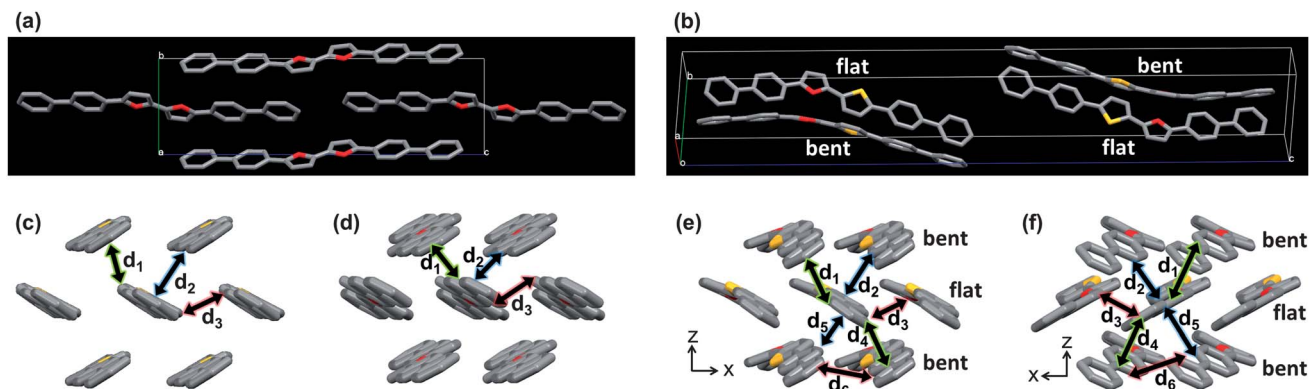 (a)
b
a
c
(b)
flat
bent
b
a
o
bent
flat
c
(c)
d1
d2
d3
(d)
d1
d2
d3
(e)
bent
d1
d2
flat
d3
d5
d4
Z
X
bent
d6
(f)
bent
d1
d2
d3
flat
d4
d5
Z
X
bent
d6